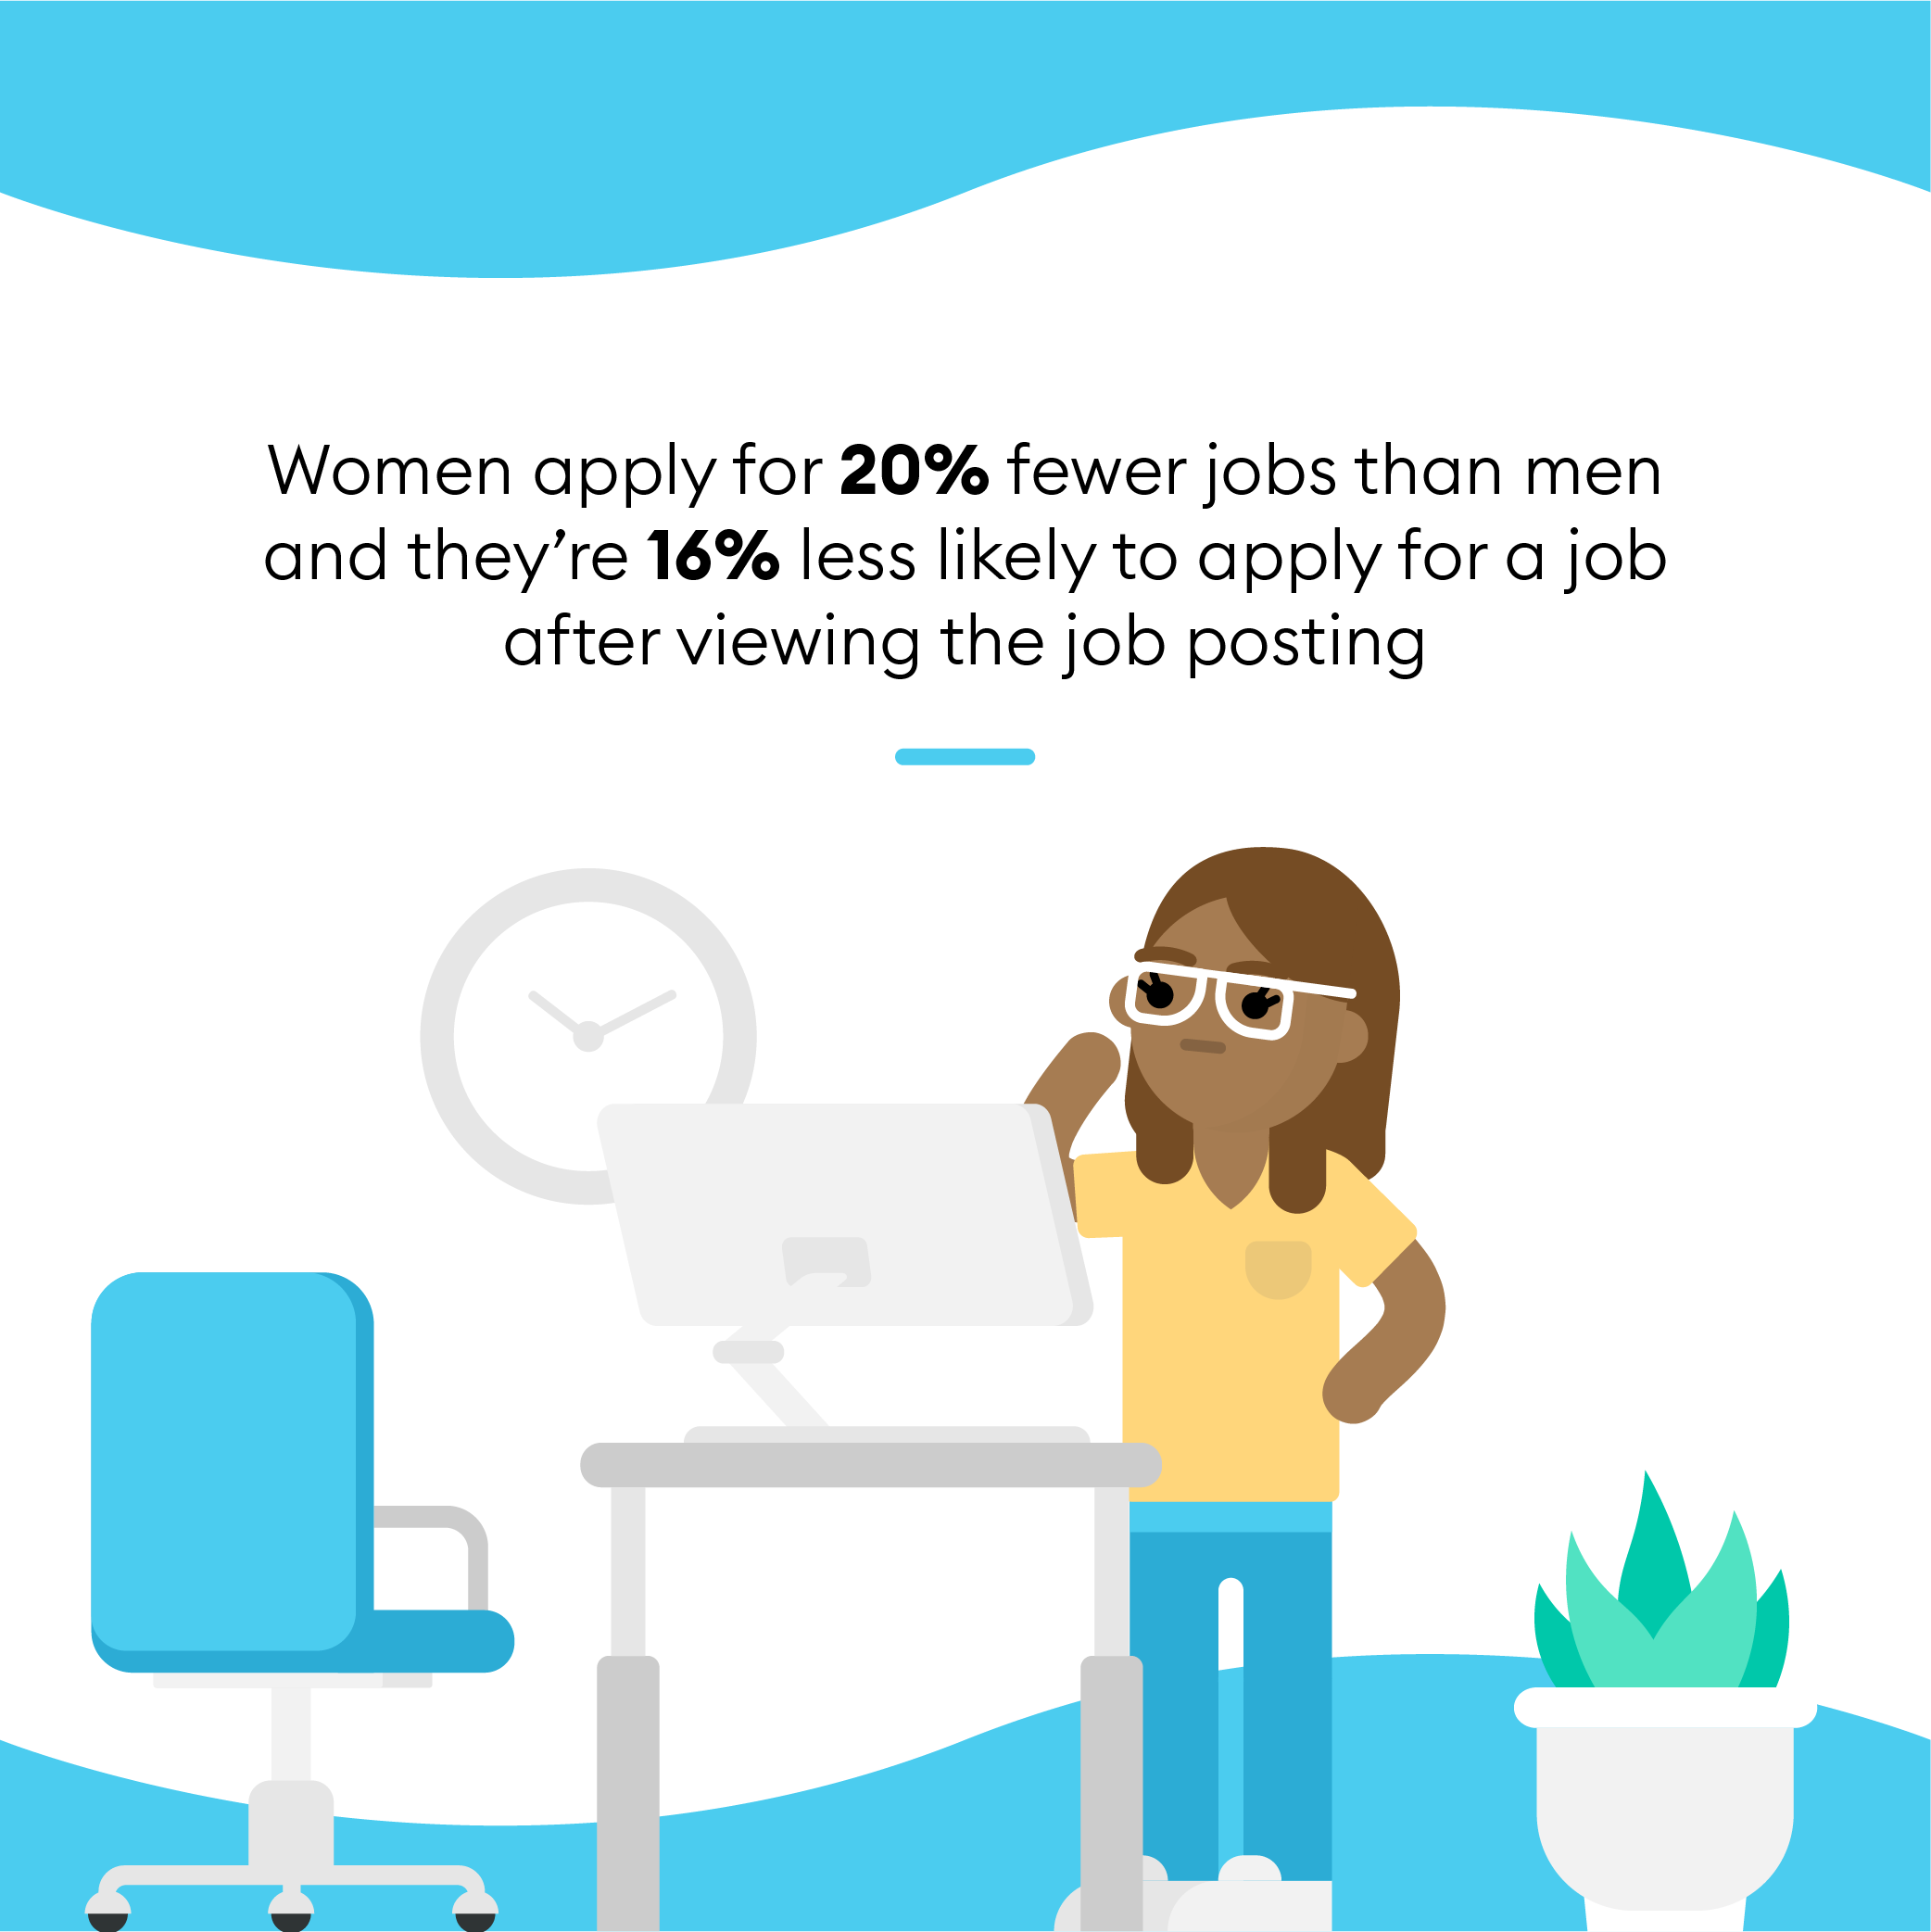 Women apply for 20% fewer jobs than men
and they’re 16% less likely to apply for a job
after viewing the job posting